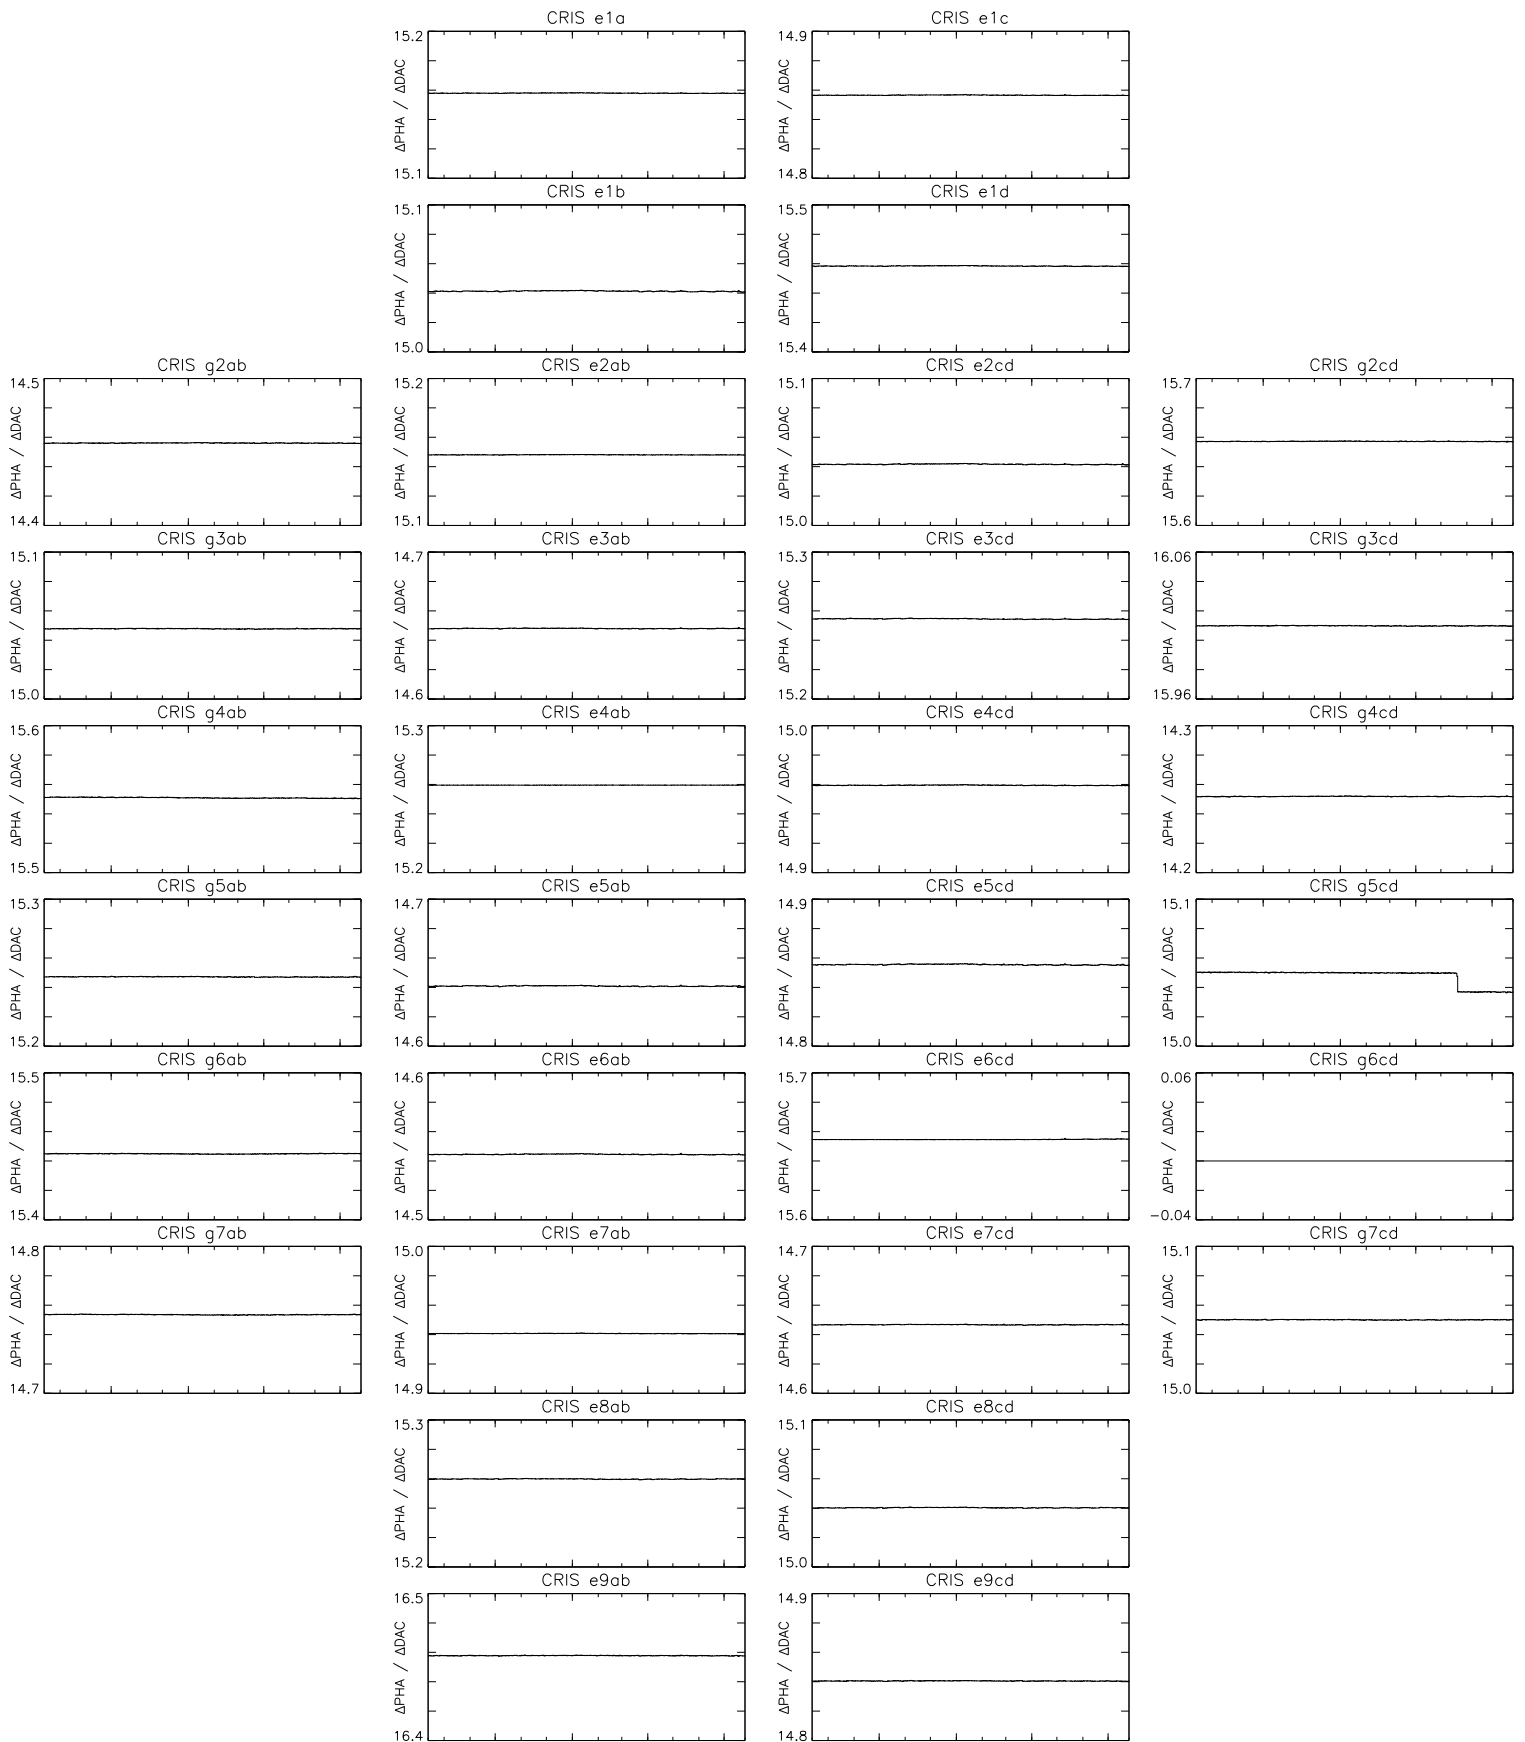 CRIS e1a
15.2
ΔPHA / ΔDAC
15.1
CRIS e1c
14.9
ΔPHA / ΔDAC
14.8
CRIS e1b
15.1
ΔPHA / ΔDAC
15.0
CRIS e1d
15.5
ΔPHA / ΔDAC
15.4
CRIS g2ab
14.5
ΔPHA / ΔDAC
14.4
CRIS e2ab
15.2
ΔPHA / ΔDAC
15.1
CRIS e2cd
15.1
ΔPHA / ΔDAC
15.0
CRIS g2cd
15.7
ΔPHA / ΔDAC
15.6
CRIS g3ab
15.1
ΔPHA / ΔDAC
15.0
CRIS e3ab
14.7
ΔPHA / ΔDAC
14.6
CRIS e3cd
15.3
ΔPHA / ΔDAC
15.2
CRIS g3cd
16.06
ΔPHA / ΔDAC
15.96
CRIS g4ab
15.6
ΔPHA / ΔDAC
15.5
CRIS e4ab
15.3
ΔPHA / ΔDAC
15.2
CRIS e4cd
15.0
ΔPHA / ΔDAC
14.9
CRIS g4cd
14.3
ΔPHA / ΔDAC
14.2
CRIS g5ab
15.3
ΔPHA / ΔDAC
15.2
CRIS e5ab
14.7
ΔPHA / ΔDAC
14.6
CRIS e5cd
14.9
ΔPHA / ΔDAC
14.8
CRIS g5cd
15.1
ΔPHA / ΔDAC
15.0
CRIS g6ab
15.5
ΔPHA / ΔDAC
15.4
CRIS e6ab
14.6
ΔPHA / ΔDAC
14.5
CRIS e6cd
15.7
ΔPHA / ΔDAC
15.6
CRIS g6cd
0.06
ΔPHA / ΔDAC
−0.04
CRIS g7ab
14.8
ΔPHA / ΔDAC
14.7
CRIS e7ab
15.0
ΔPHA / ΔDAC
14.9
CRIS e7cd
14.7
ΔPHA / ΔDAC
14.6
CRIS g7cd
15.1
ΔPHA / ΔDAC
15.0
CRIS e8ab
15.3
ΔPHA / ΔDAC
15.2
CRIS e8cd
15.1
ΔPHA / ΔDAC
15.0
CRIS e9ab
16.5
ΔPHA / ΔDAC
16.4
CRIS e9cd
14.9
ΔPHA / ΔDAC
14.8